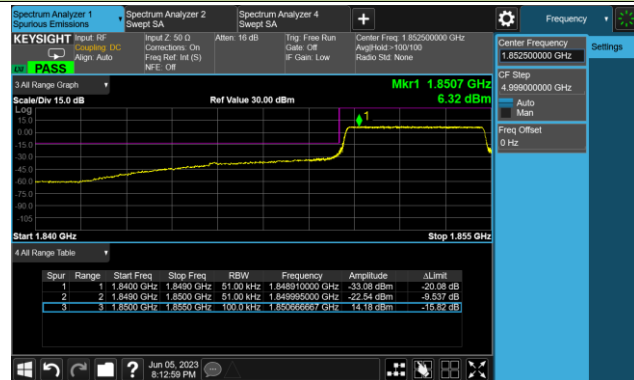 Spectrum Analyzer 1
Spurious Emissions
Spectrum Analyzer 2
Swept SA
Spectrum Analyzer 4
Swept SA
Frequency
KEYSIGHT
Input: RF
Coupling: DC
Align: Auto
Input Z: 50 Ω
Corrections: On
Freq Ref: Int (S)
NFE: Off
Atten: 16 dB
Trig: Free Run
Gate: Off
IF Gain: Low
Center Freq: 1.852500000 GHz
Avg|Hold:>100/100
Radio Std: None
PASS
Center Frequency
1.852500000 GHz
Settings
CF Step
4.999000000 GHz
Auto
Man
Freq Offset
0 Hz
3 All Range Graph
Mkr1 1.8507 GHz
6.32 dBm
Scale/Div 15.0 dB
Ref Value 30.00 dBm
Log
1
15.0
0.00
-15.0
-30.0
-45.0
-60.0
-75.0
-90.0
-105
Start 1.840 GHz
Stop 1.855 GHz
4 All Range Table
Spur Range Start Freq Stop Freq RBW Frequency Amplitude ΔLimit
1 1 1.8400 GHz 1.8490 GHz 51.00 kHz 1.848910000 GHz -33.08 dBm -20.08 dB
2 2 1.8490 GHz 1.8500 GHz 51.00 kHz 1.849995000 GHz -22.54 dBm -9.537 dB
3 3 1.8500 GHz 1.8550 GHz 100.0 kHz 1.850666667 GHz 14.18 dBm -15.82 dB
Jun 05, 2023
8:12:59 PM